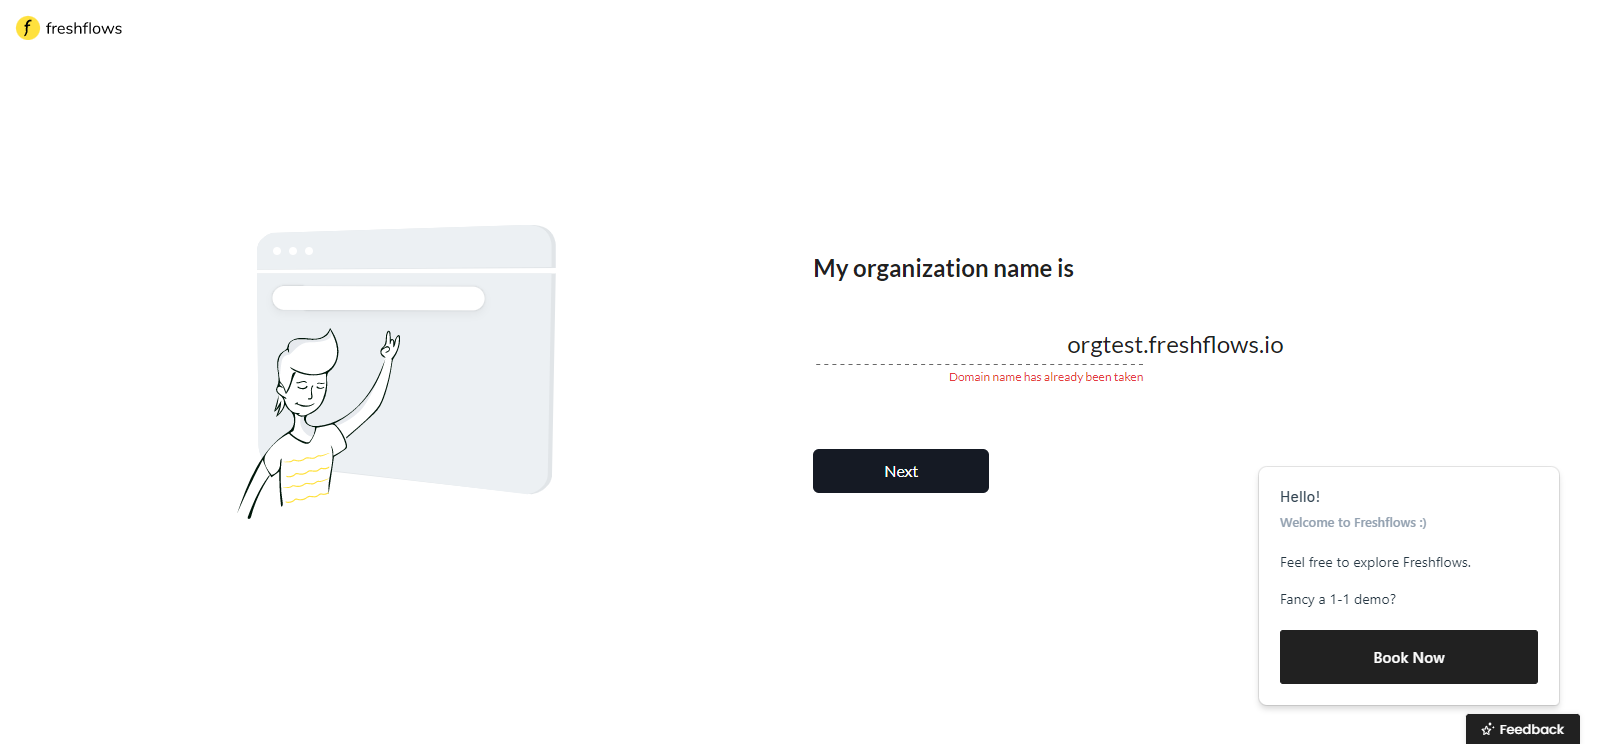 freshflows
My organization name is
orgtest.freshflows.io
Domain name has already been taken
Next
Hello!
Welcome to Freshflows :)
Feel free to explore Freshflows.
Fancy a 1-1 demo?
Book Now
Feedback